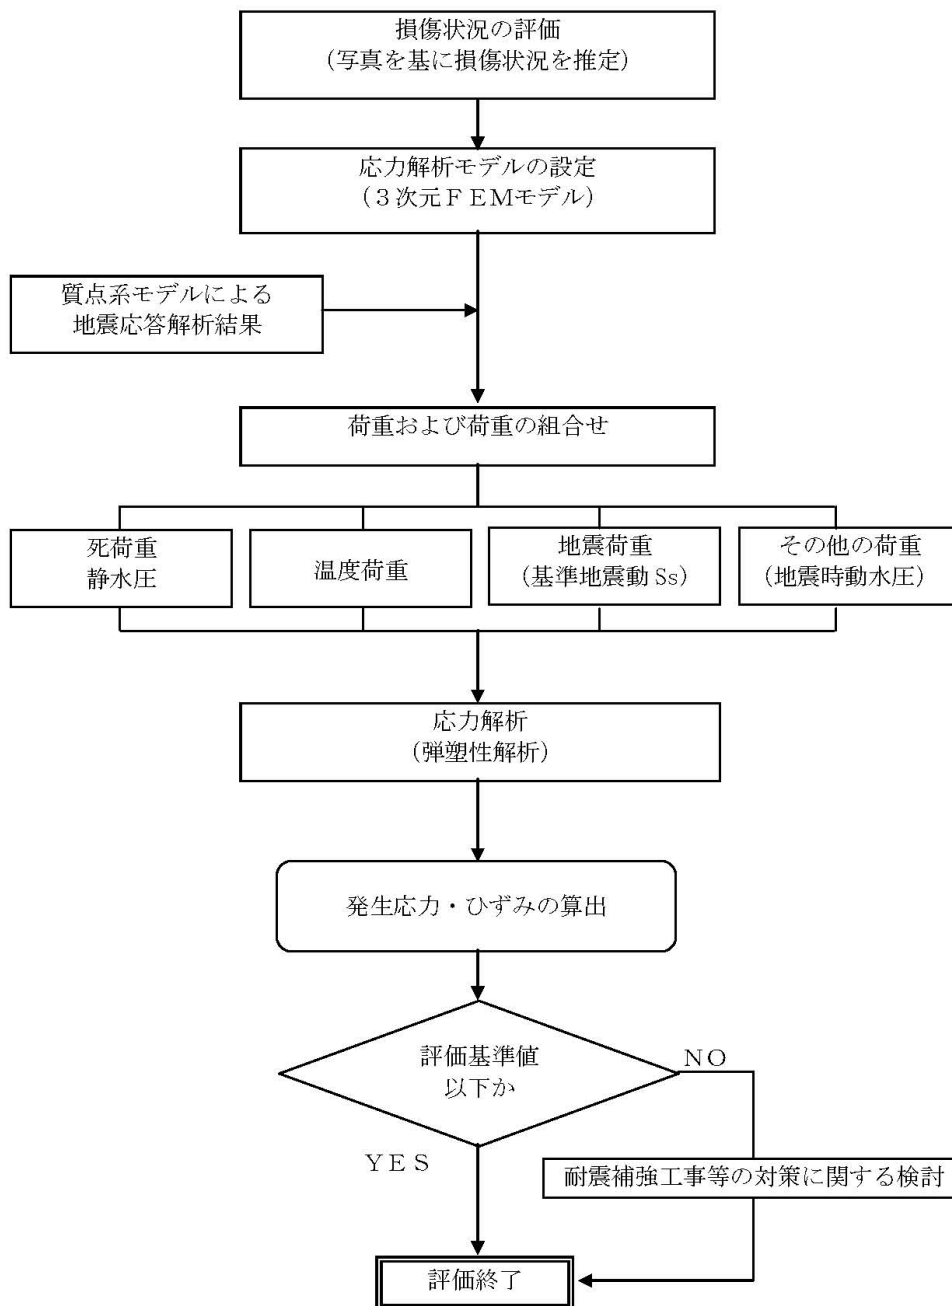 損傷状況の評価
(写真を基に損傷状況を推定)
応力解析モデルの設定
(3次元FEMモデル)
質点系モデルによる
地震応答解析結果
荷重および荷重の組合せ
死荷重
静水圧
温度荷重
地震荷重
(基準地震動 Ss)
その他の荷重
(地震時動水圧)
応力解析
(弾塑性解析)
発生応力・ひずみの算出
評価基準値
以下か
NO
YES
耐震補強工事等の対策に関する検討
評価終了